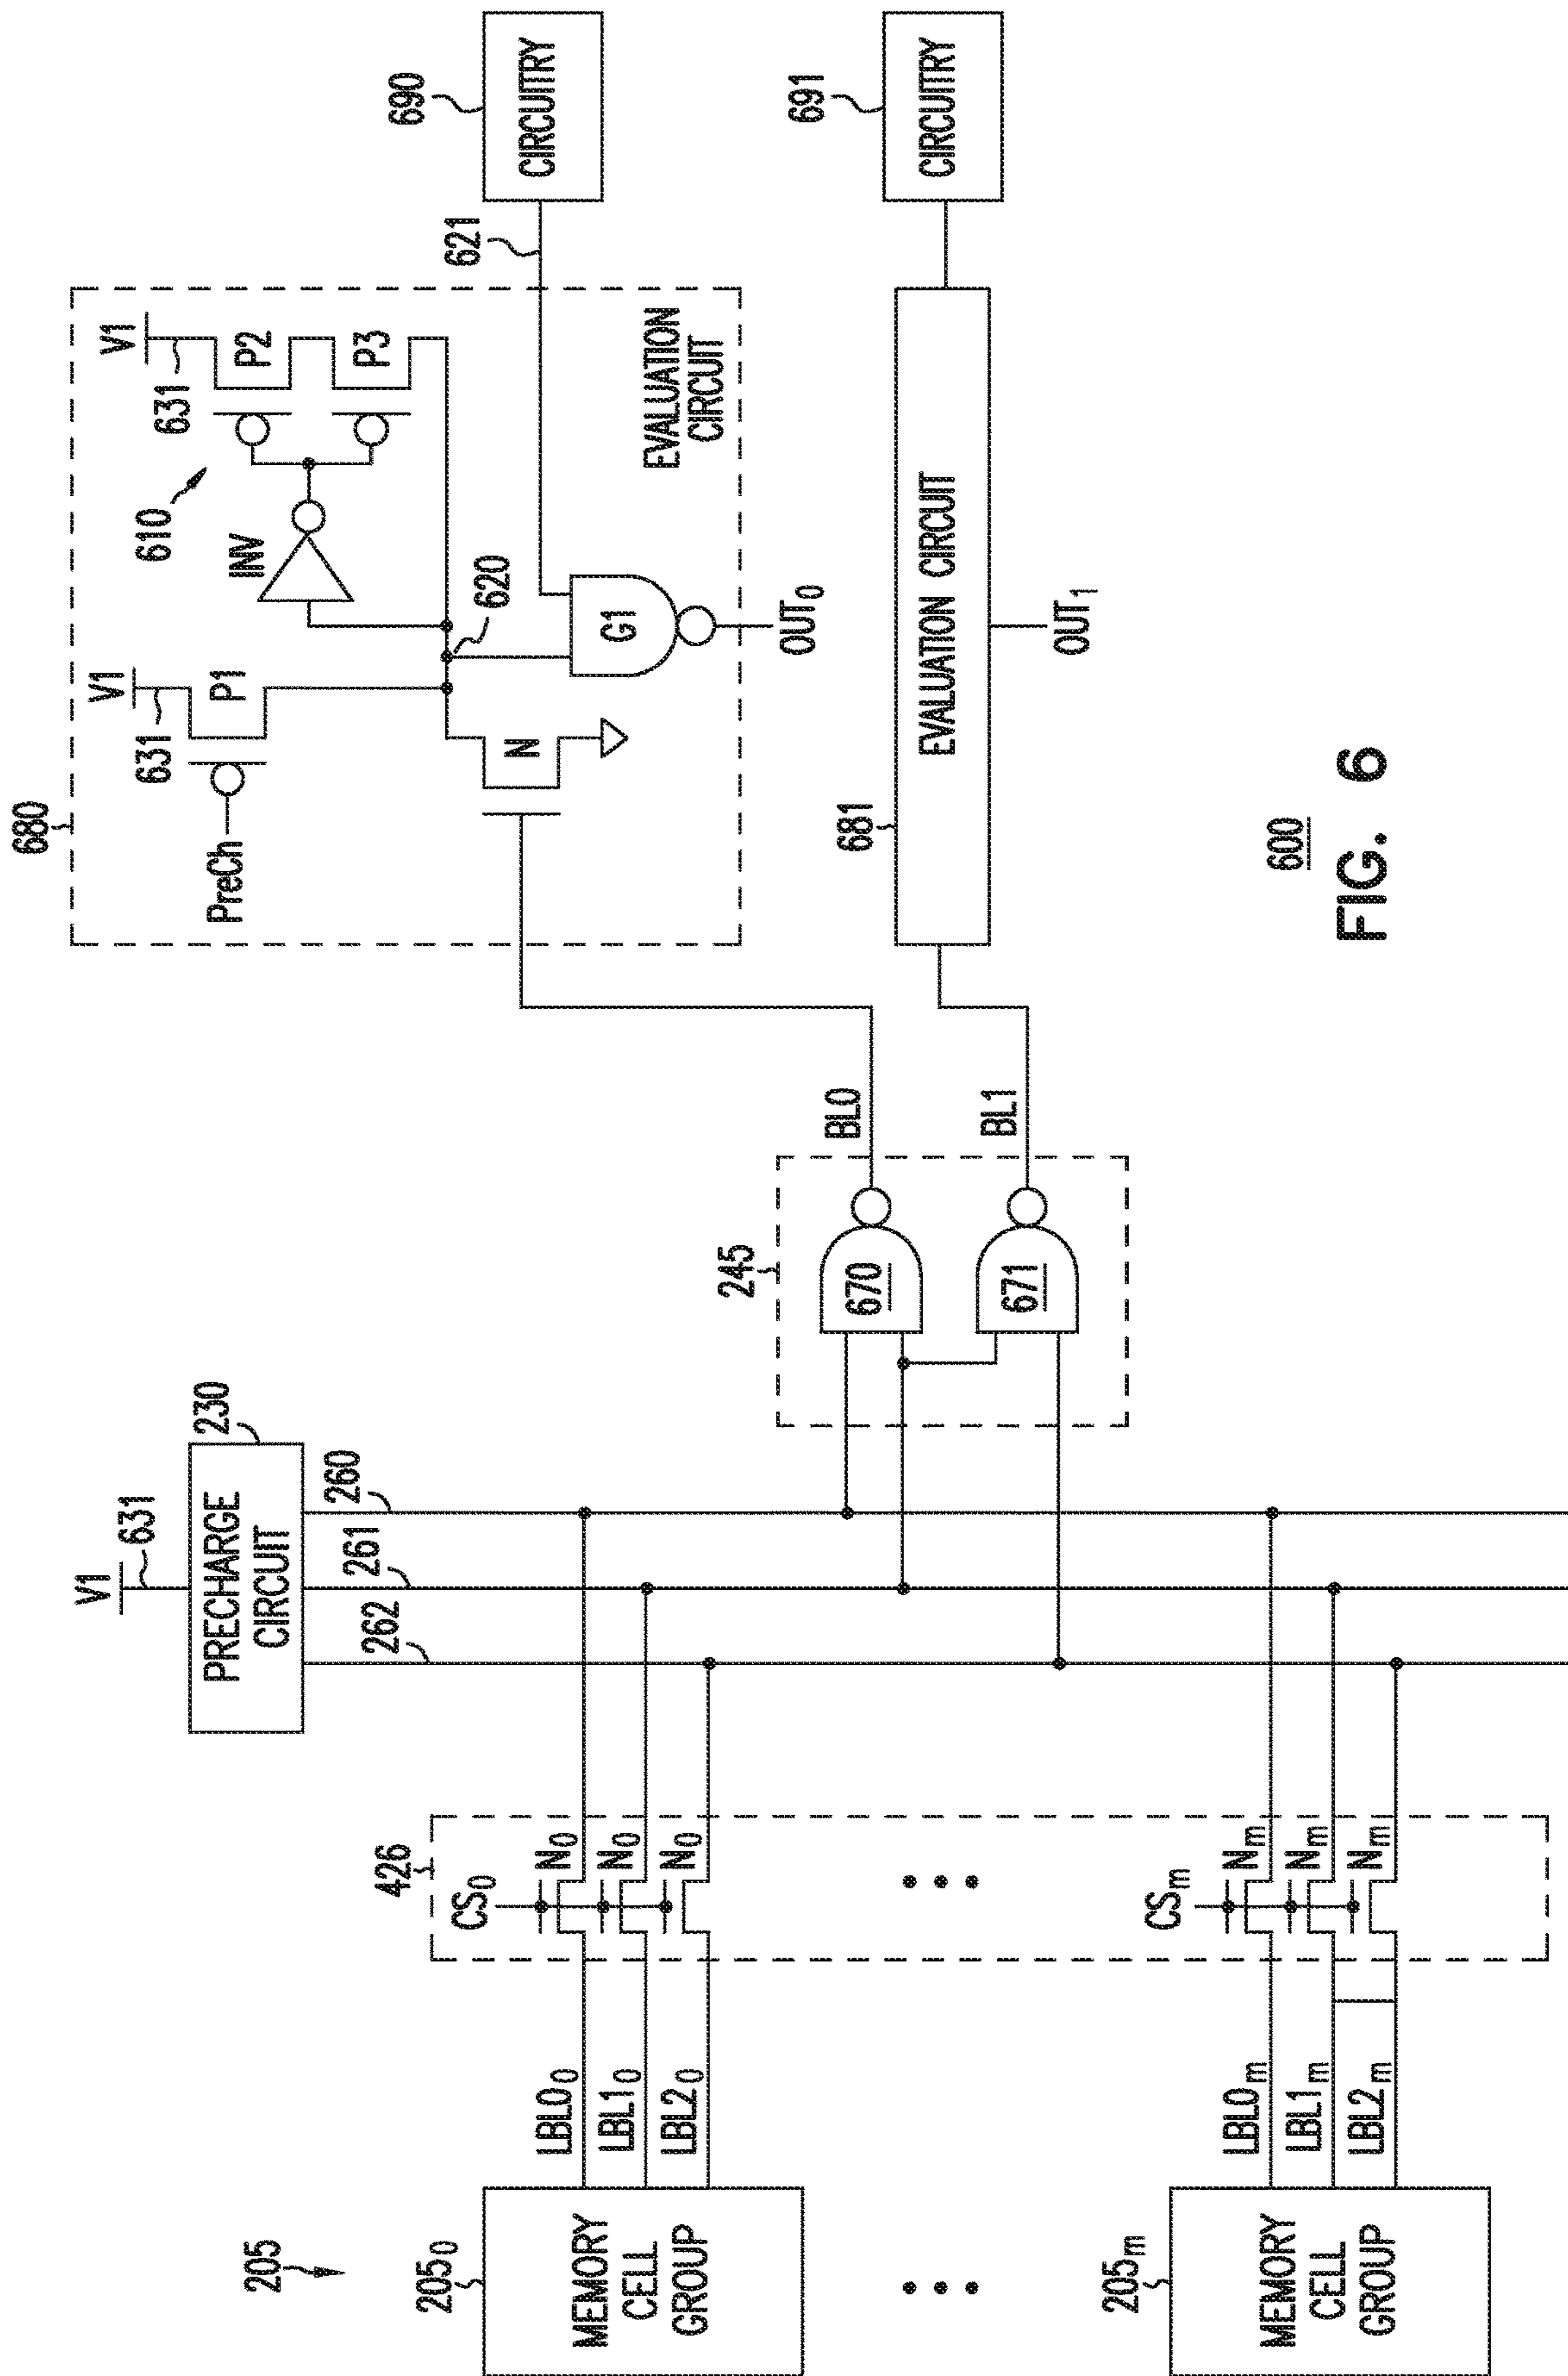 205
205₀
MEMORY
CELL
GROUP
LBL0₀
LBL1₀
LBL2₀
205ₘ
MEMORY
CELL
GROUP
LBL0ₘ
LBL1ₘ
LBL2ₘ
426
CS₀
N₀
N₀
N₀
CSₘ
Nₘ
Nₘ
Nₘ
V1
631
PRECHARGE
CIRCUIT
230
260
261
262
245
670
671
BL0
BL1
680
PreCh
V1
631
P1
N
INV
610
V1
631
P2
P3
620
G1
OUT₀
EVALUATION
CIRCUIT
621
690
CIRCUITRY
681
EVALUATION CIRCUIT
OUT₁
691
CIRCUITRY
600
FIG. 6